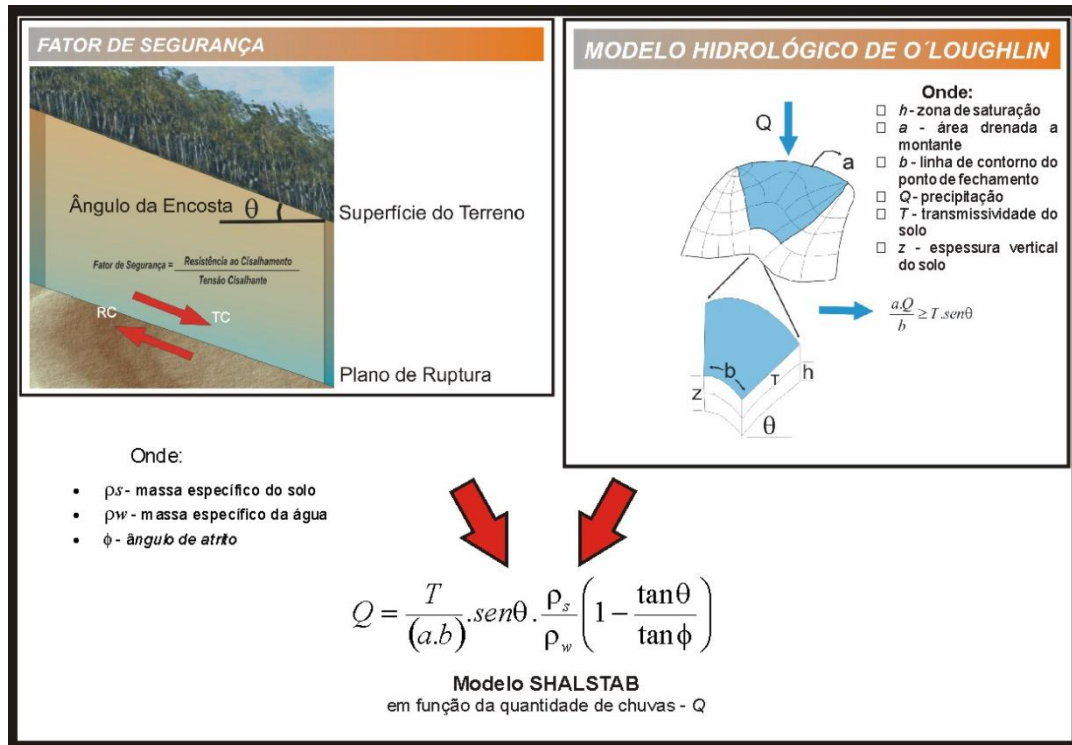 FATOR DE SEGURANÇA
Ângulo da Encosta θ
Superfície do Terreno
Fator de Segurança = Resistência ao Cisalhamento
Tensão Cisalhante
RC
TC
Plano de Ruptura
MODELO HIDROLÓGICO DE O´LOUGHLIN
Q
a
b
T
h
z
θ
Onde:
□ h- zona de saturação
□ a - área drenada a
montante
□ b - linha de contorno do
ponto de fechamento
□ Q - precipitação
□ T - transmissividade do
solo
□ z - espessura vertical
do solo
a.Q/b ≥ T.senθ
Onde:
• ρs- massa específico do solo
• ρw - massa específico da água
• ϕ - ângulo de atrito
Q = T/(a.b) .senθ. ρs/ρw (1 − tanθ/tanϕ)
Modelo SHALSTAB
em função da quantidade de chuvas - Q